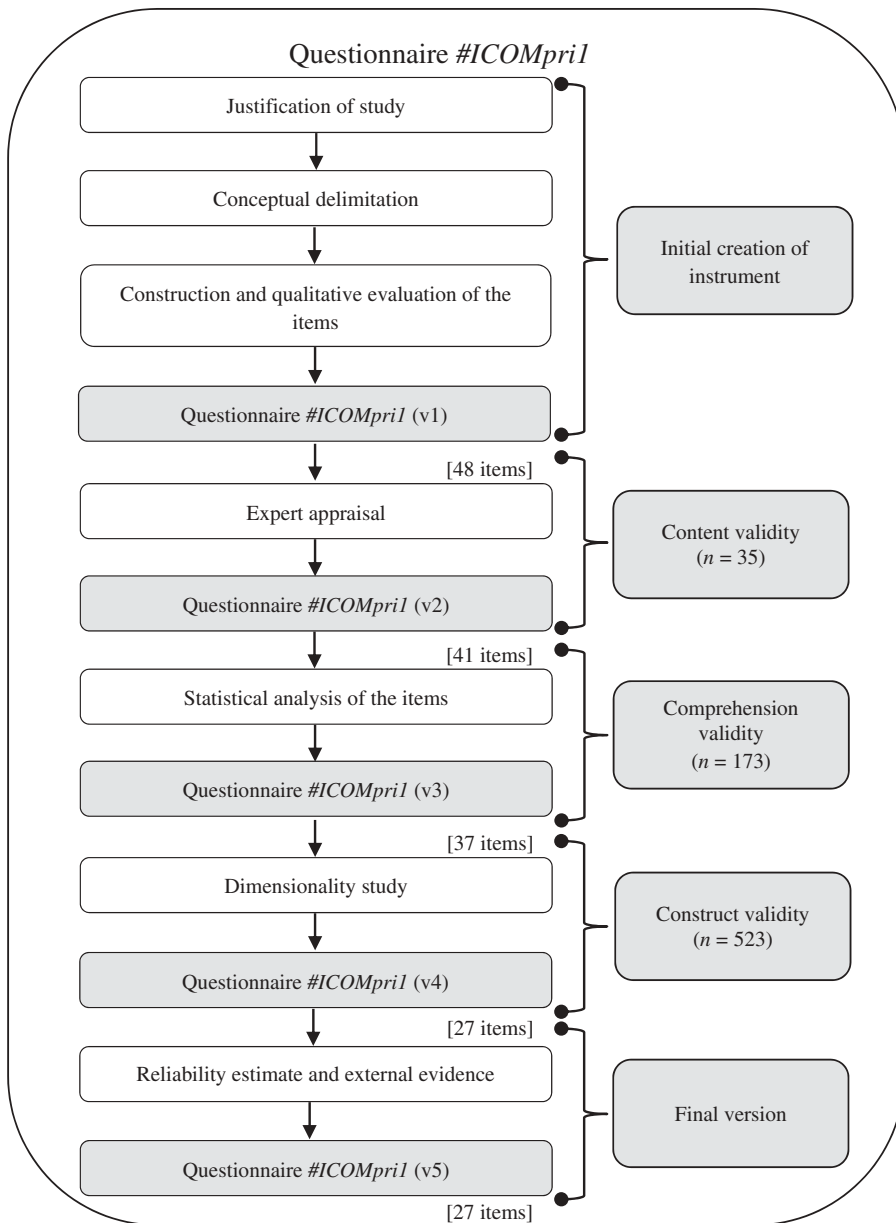 Questionnaire #ICOMpri1
Justification of study
Conceptual delimitation
Construction and qualitative evaluation of the
items
Initial creation of
instrument
Questionnaire #ICOMpri1 (v1)
[48 items]
Expert appraisal
Content validity
(n = 35)
Questionnaire #ICOMpri1 (v2)
[41 items]
Statistical analysis of the items
Comprehension
validity
(n = 173)
Questionnaire #ICOMpri1 (v3)
[37 items]
Dimensionality study
Construct validity
(n = 523)
Questionnaire #ICOMpri1 (v4)
[27 items]
Reliability estimate and external evidence
Final version
Questionnaire #ICOMpri1 (v5)
[27 items]